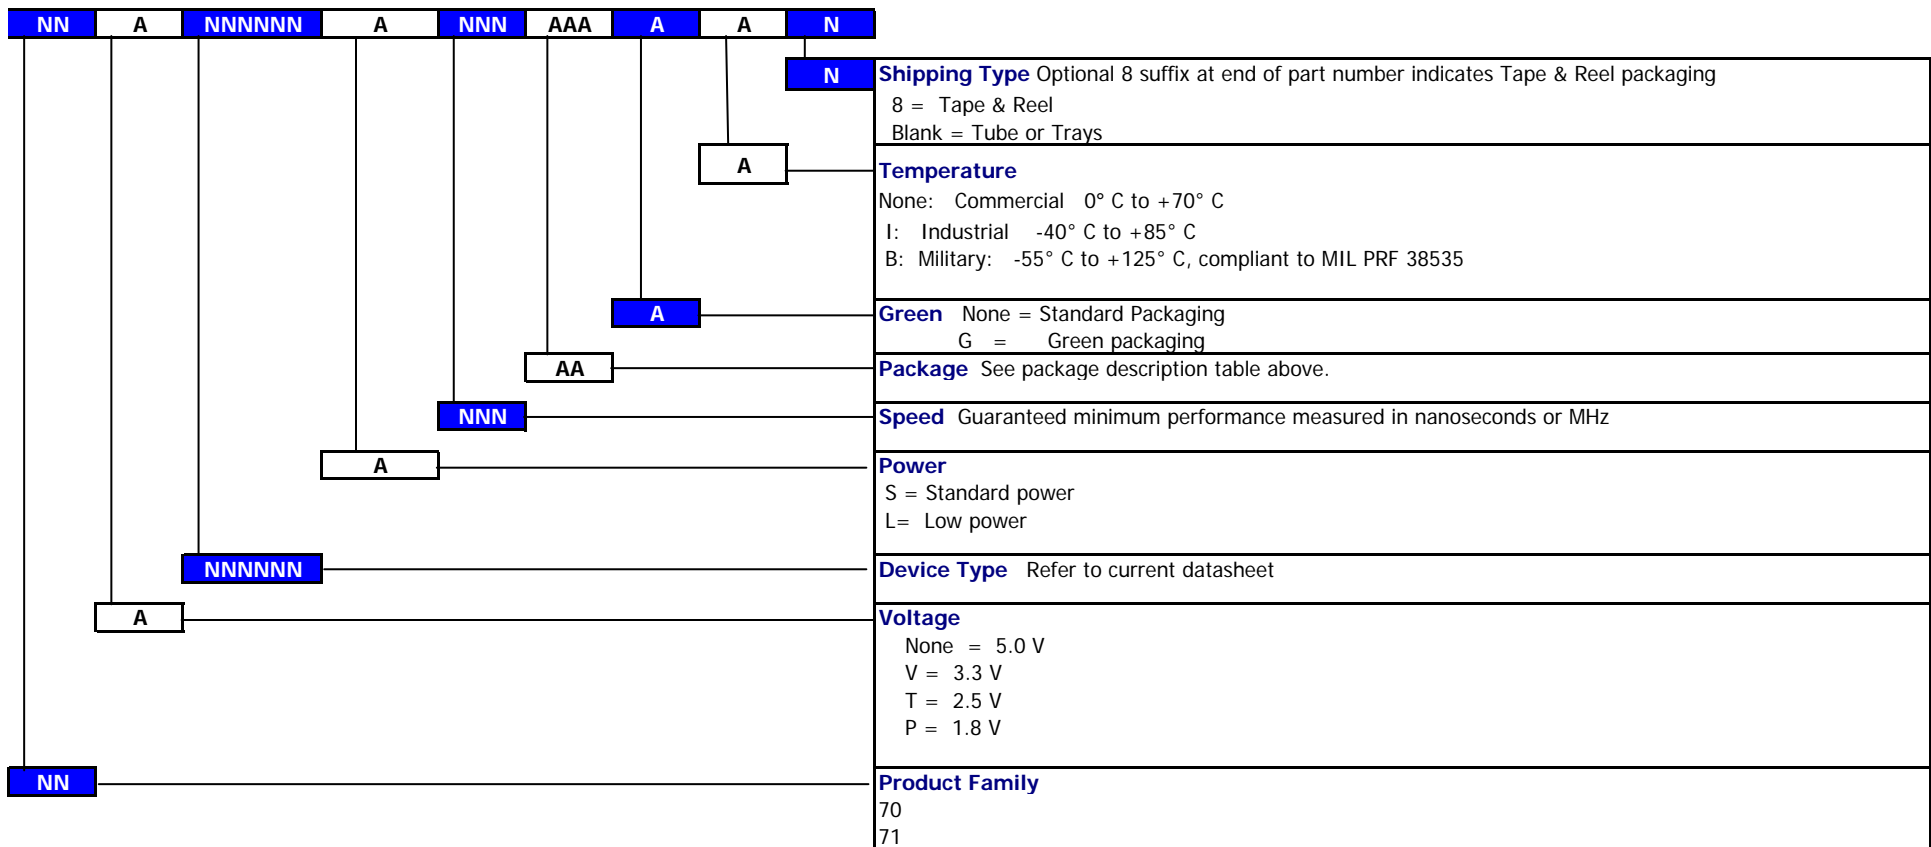 NN A NNNNNN A NNN AAA A A N
N Shipping Type Optional 8 suffix at end of part number indicates Tape & Reel packaging
8 = Tape & Reel
Blank = Tube or Trays
A Temperature
None: Commercial 0° C to +70° C
I: Industrial -40° C to +85° C
B: Military: -55° C to +125° C, compliant to MIL PRF 38535
A Green None = Standard Packaging
G = Green packaging
AA Package See package description table above.
NNN Speed Guaranteed minimum performance measured in nanoseconds or MHz
A Power
S = Standard power
L= Low power
NNNNNN Device Type Refer to current datasheet
A Voltage
None = 5.0 V
V = 3.3 V
T = 2.5 V
P = 1.8 V
NN Product Family
70
71